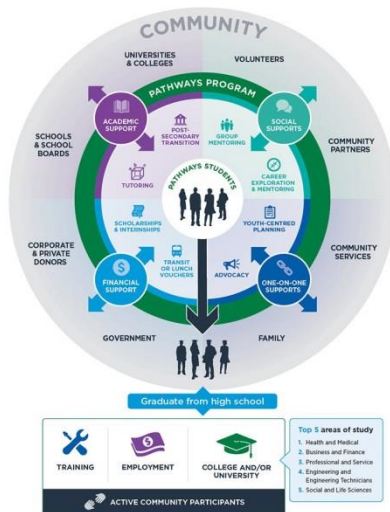 COMMUNITY
UNIVERSITIES
& COLLEGES
VOLUNTEERS
PATHWAYS PROGRAM
ACADEMIC
SUPPORT
POST-
SECONDARY
TRANSITION
GROUP
MENTORING
SOCIAL
SUPPORTS
SCHOOLS
& SCHOOL
BOARDS
COMMUNITY
PARTNERS
TUTORING
PATHWAYS STUDENTS
CAREER
EXPLORATION
& MENTORING
SCHOLARSHIPS
& INTERNSHIPS
YOUTH-CENTRED
PLANNING
CORPORATE
& PRIVATE
DONORS
COMMUNITY
SERVICES
FINANCIAL
SUPPORT
TRANSIT
OR LUNCH
VOUCHERS
ADVOCACY
ONE-ON-ONE
SUPPORTS
GOVERNMENT
FAMILY
Graduate from high school
TRAINING
EMPLOYMENT
COLLEGE AND/OR
UNIVERSITY
Top 5 areas of study
1. Health and Medical
2. Business and Finance
3. Professional and Service
4. Engineering and
Engineering Technicians
5. Social and Life Sciences
ACTIVE COMMUNITY PARTICIPANTS